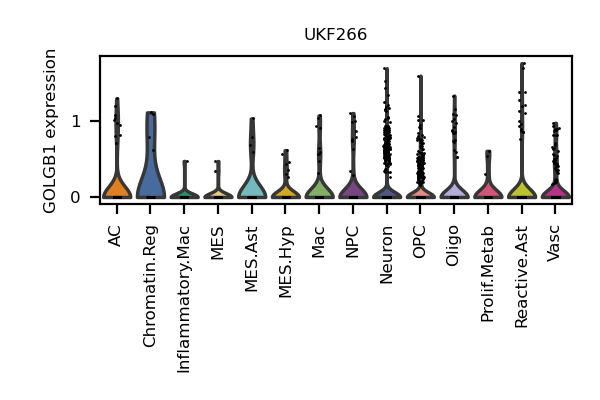 UKF266
GOLGB1 expression
1
0
AC
Chromatin.Reg
Inflammatory.Mac
MES
MES.Ast
MES.Hyp
Mac
NPC
Neuron
OPC
Oligo
Prolif.Metab
Reactive.Ast
Vasc